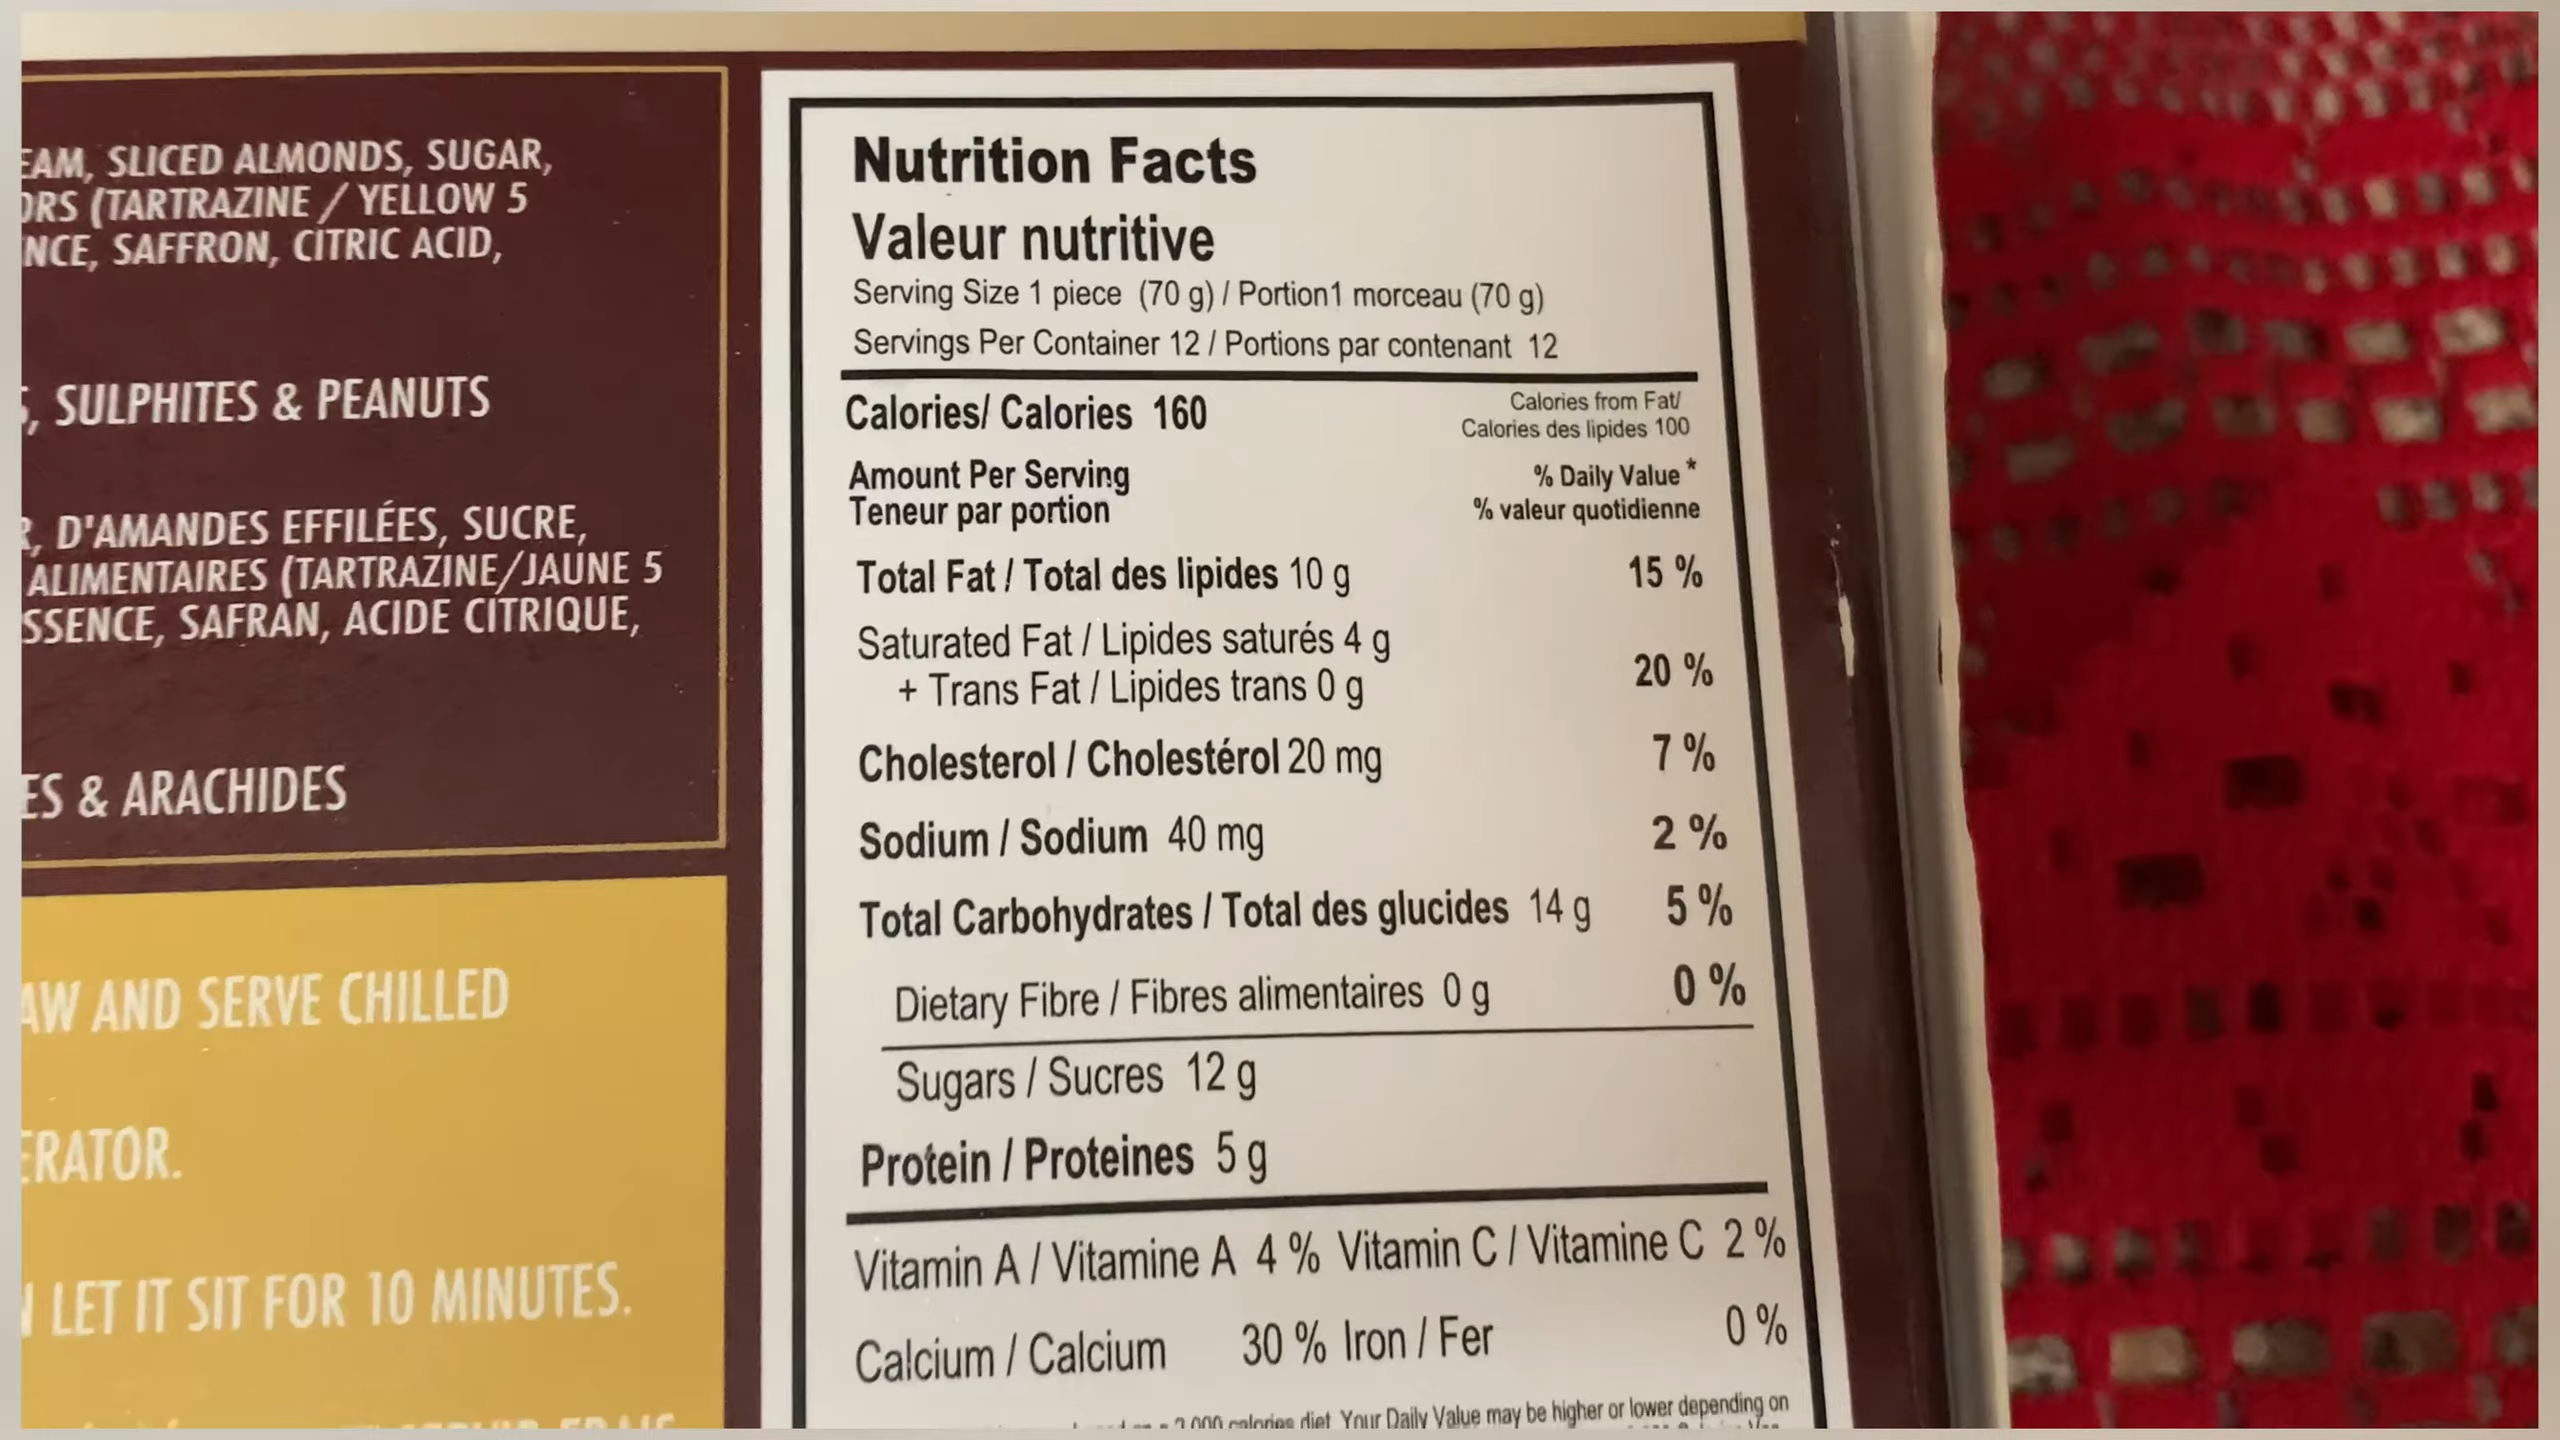 EAM, SLICED ALMONDS, SUGAR,
ORS (TARTRAZINE / YELLOW 5
NCE, SAFFRON, CITRIC ACID,
, SULPHITES & PEANUTS
, D'AMANDES EFFILÉES, SUCRE,
ALIMENTAIRES (TARTRAZINE/JAUNE 5
SSENCE, SAFRAN, ACIDE CITRIQUE,
ES & ARACHIDES
AW AND SERVE CHILLED
ERATOR.
LET IT SIT FOR 10 MINUTES.
Nutrition Facts
Valeur nutritive
Serving Size 1 piece (70 g) / Portion1 morceau (70 g)
Servings Per Container 12 / Portions par contenant 12
Calories/ Calories 160
Calories from Fat/
Calories des lipides 100
Amount Per Serving
% Daily Value *
Teneur par portion
% valeur quotidienne
Total Fat / Total des lipides 10 g 15 %
Saturated Fat / Lipides saturés 4 g
+ Trans Fat / Lipides trans 0 g
20 %
Cholesterol / Cholestérol 20 mg 7 %
Sodium / Sodium 40 mg 2 %
Total Carbohydrates / Total des glucides 14 g 5 %
Dietary Fibre / Fibres alimentaires 0 g 0 %
Sugars / Sucres 12 g
Protein / Proteines 5 g
Vitamin A / Vitamine A 4 % Vitamin C / Vitamine C 2 %
Calcium / Calcium 30 % Iron / Fer 0 %
calories diet Your Daily Value may be higher or lower depending on